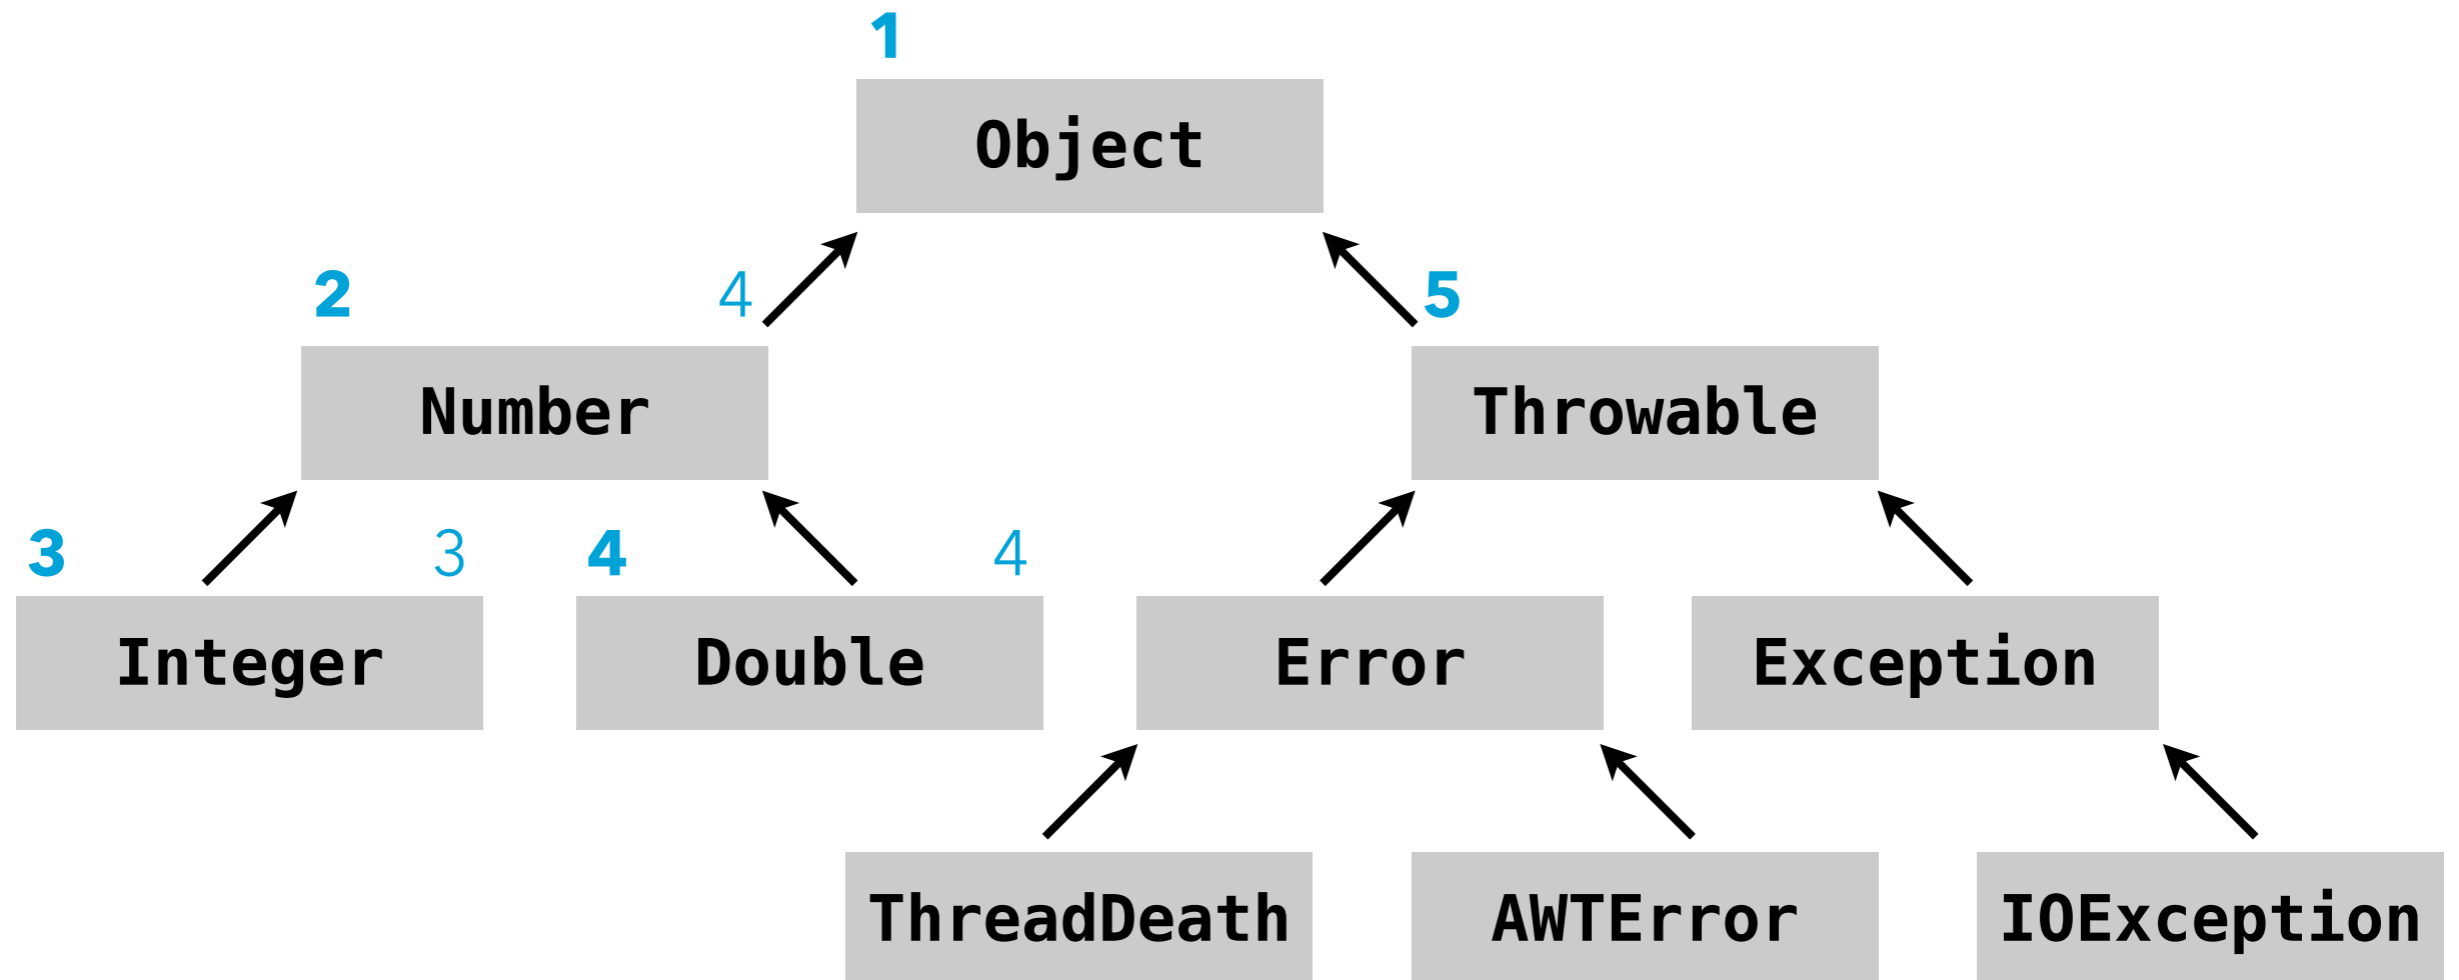 1
Object
2 4 5
Number Throwable
3 3 4 4
Integer Double Error Exception
ThreadDeath AWTError IOException